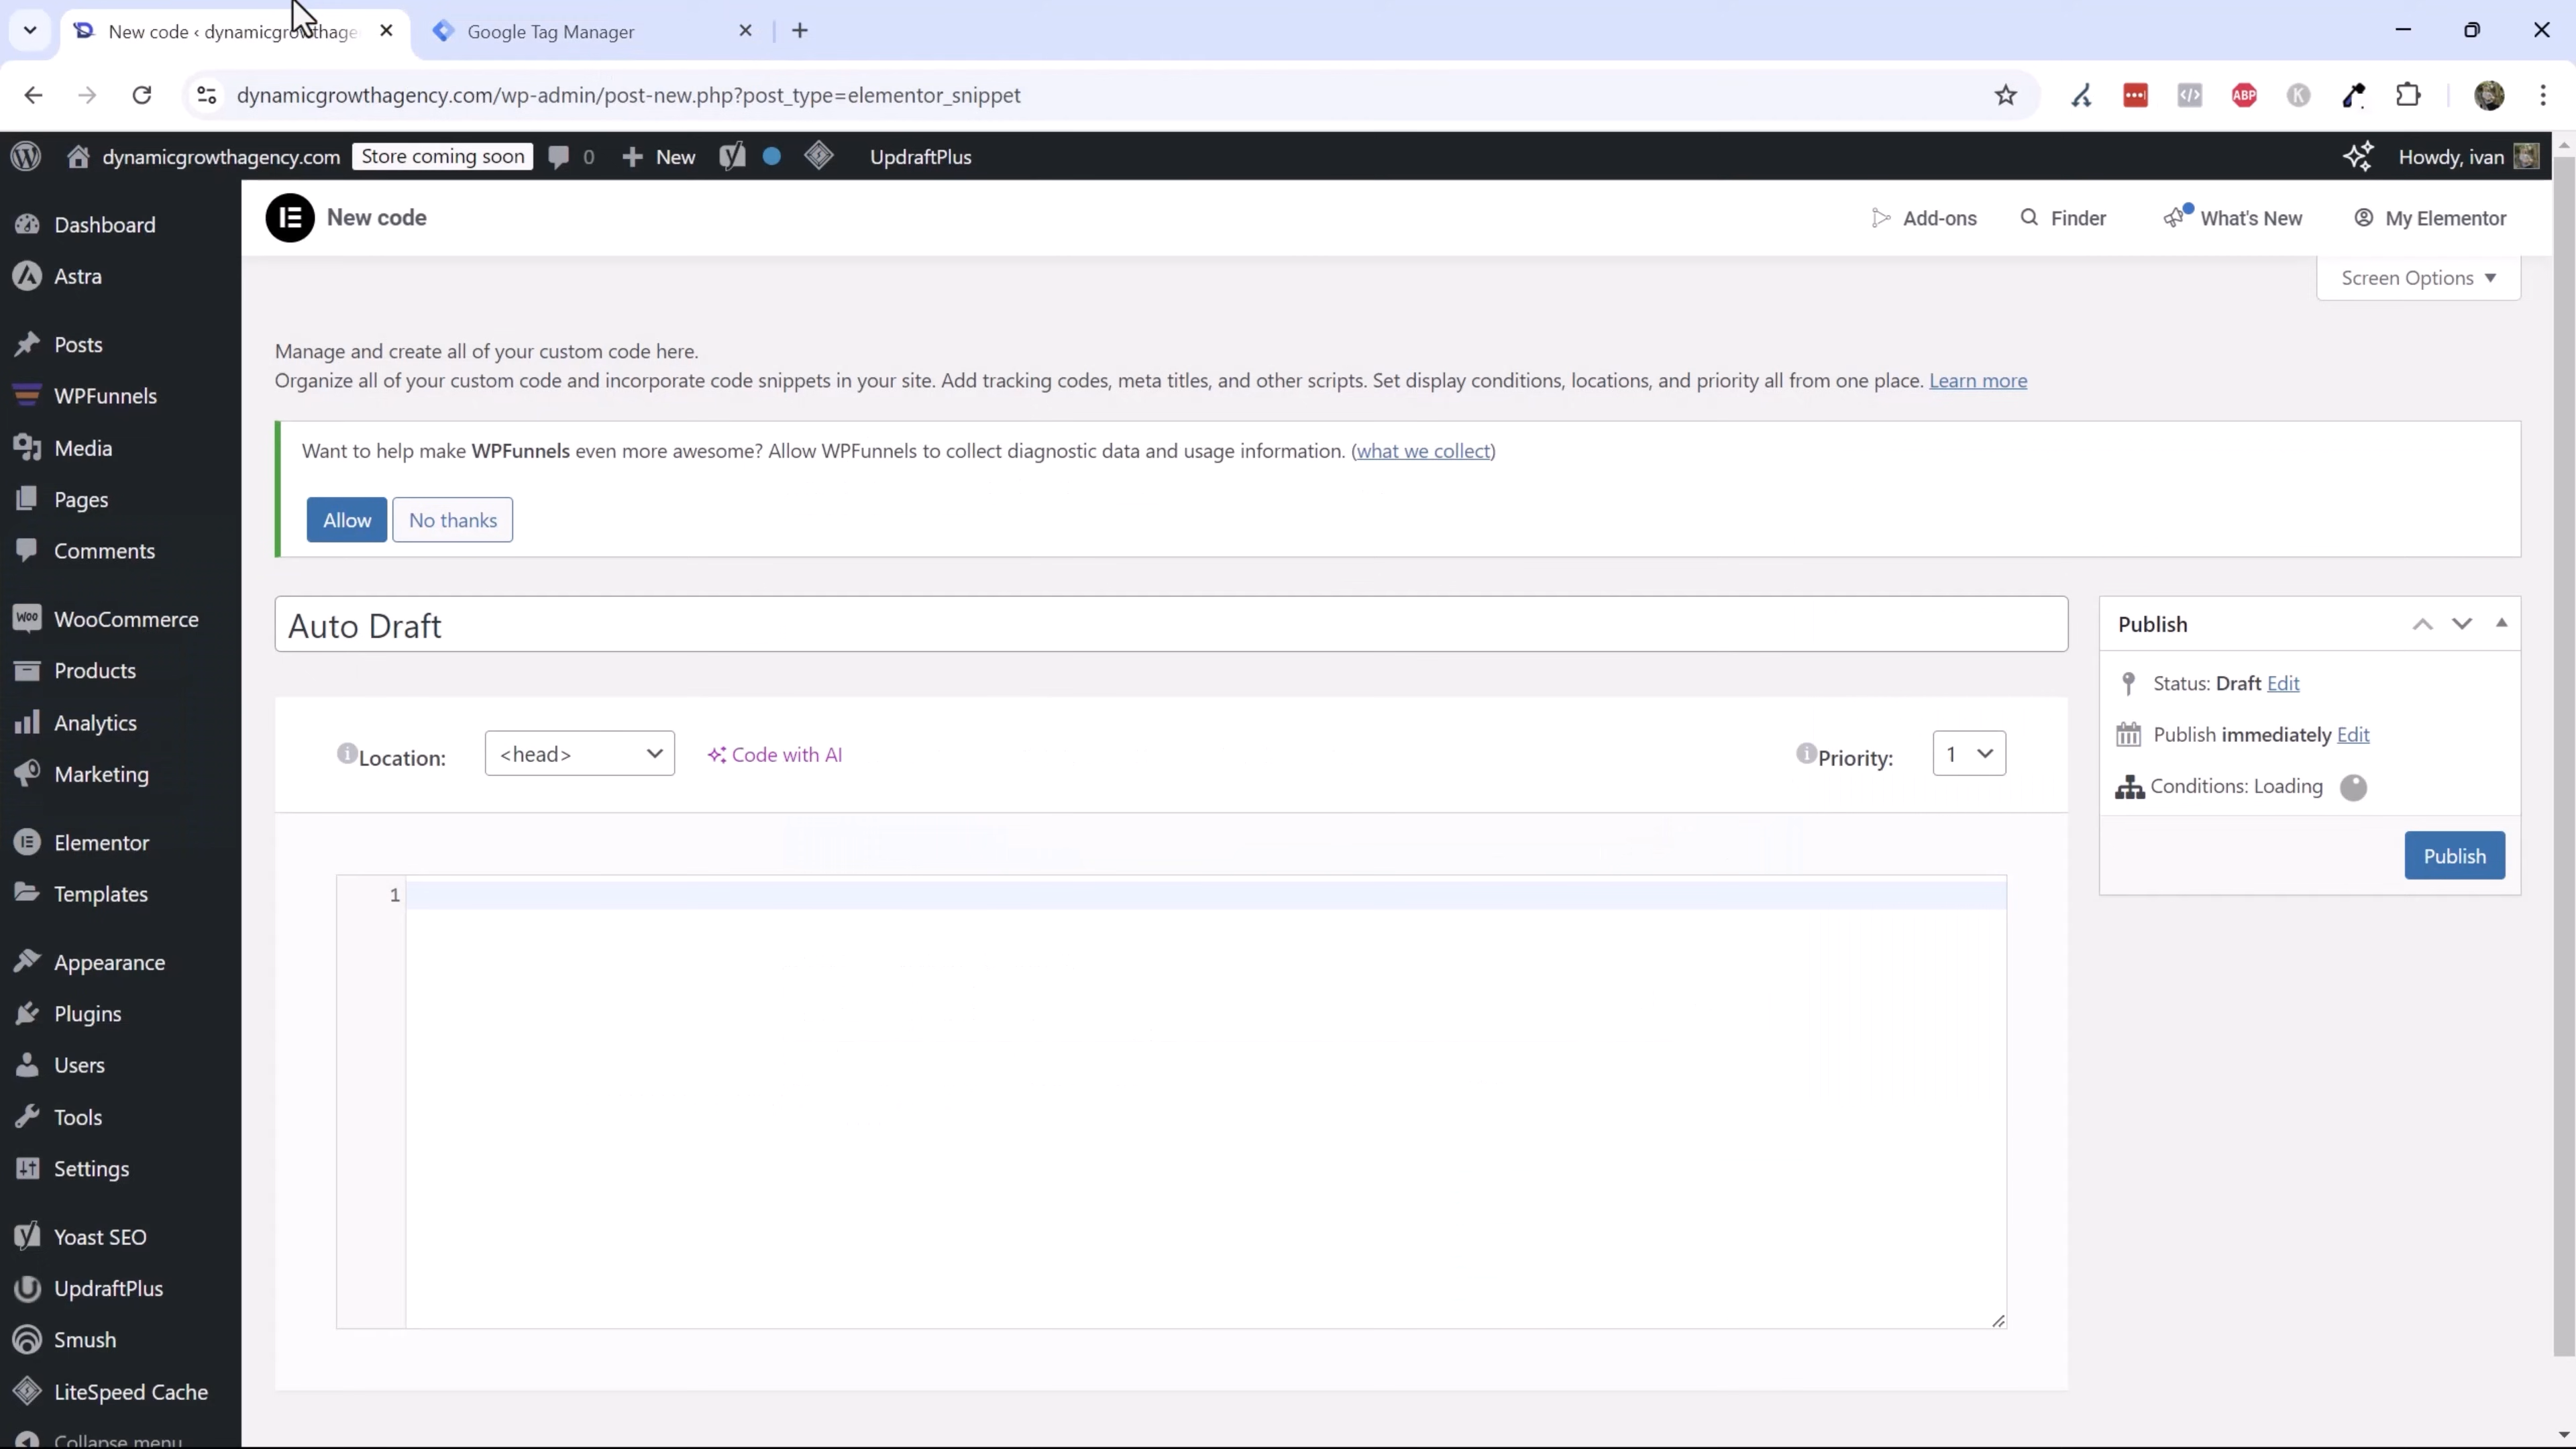 New code ‹ dynamicgrowthage
Google Tag Manager
dynamicgrowthagency.com/wp-admin/post-new.php?post_type=elementor_snippet
ABP
K
dynamicgrowthagency.com
Store coming soon
0
New
UpdraftPlus
Howdy, ivan
Dashboard
Astra
Posts
WPFunnels
Media
Pages
Comments
WooCommerce
Products
Analytics
Marketing
Elementor
Templates
Appearance
Plugins
Users
Tools
Settings
Yoast SEO
UpdraftPlus
Smush
LiteSpeed Cache
Collapse menu
New code
Add-ons
Finder
What's New
My Elementor
Screen Options
Manage and create all of your custom code here.
Organize all of your custom code and incorporate code snippets in your site. Add tracking codes, meta titles, and other scripts. Set display conditions, locations, and priority all from one place. Learn more
Want to help make WPFunnels even more awesome? Allow WPFunnels to collect diagnostic data and usage information. (what we collect)
Allow
No thanks
Auto Draft
Location:
<head>
Code with AI
Priority:
1
1
Publish
Status: Draft Edit
Publish immediately Edit
Conditions: Loading
Publish